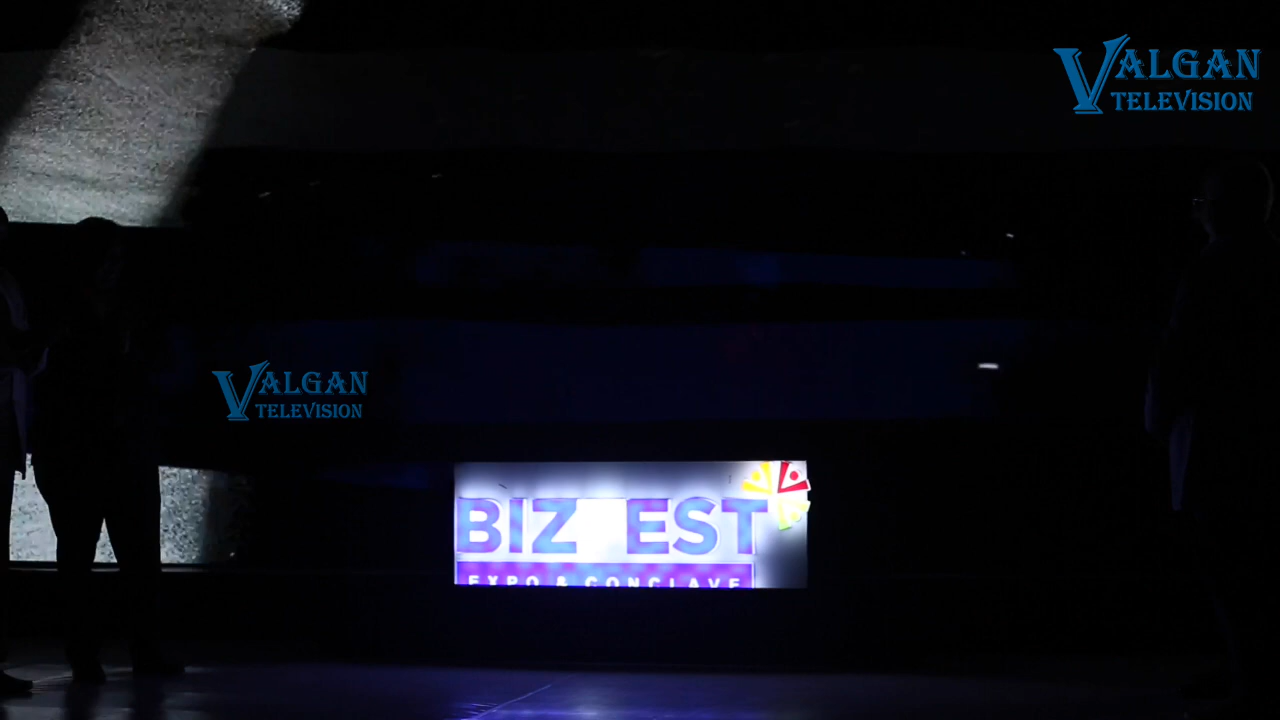 VALGAN
TELEVISION
VALGAN
TELEVISION
BIZ EST
EXPO & CONCLAVE